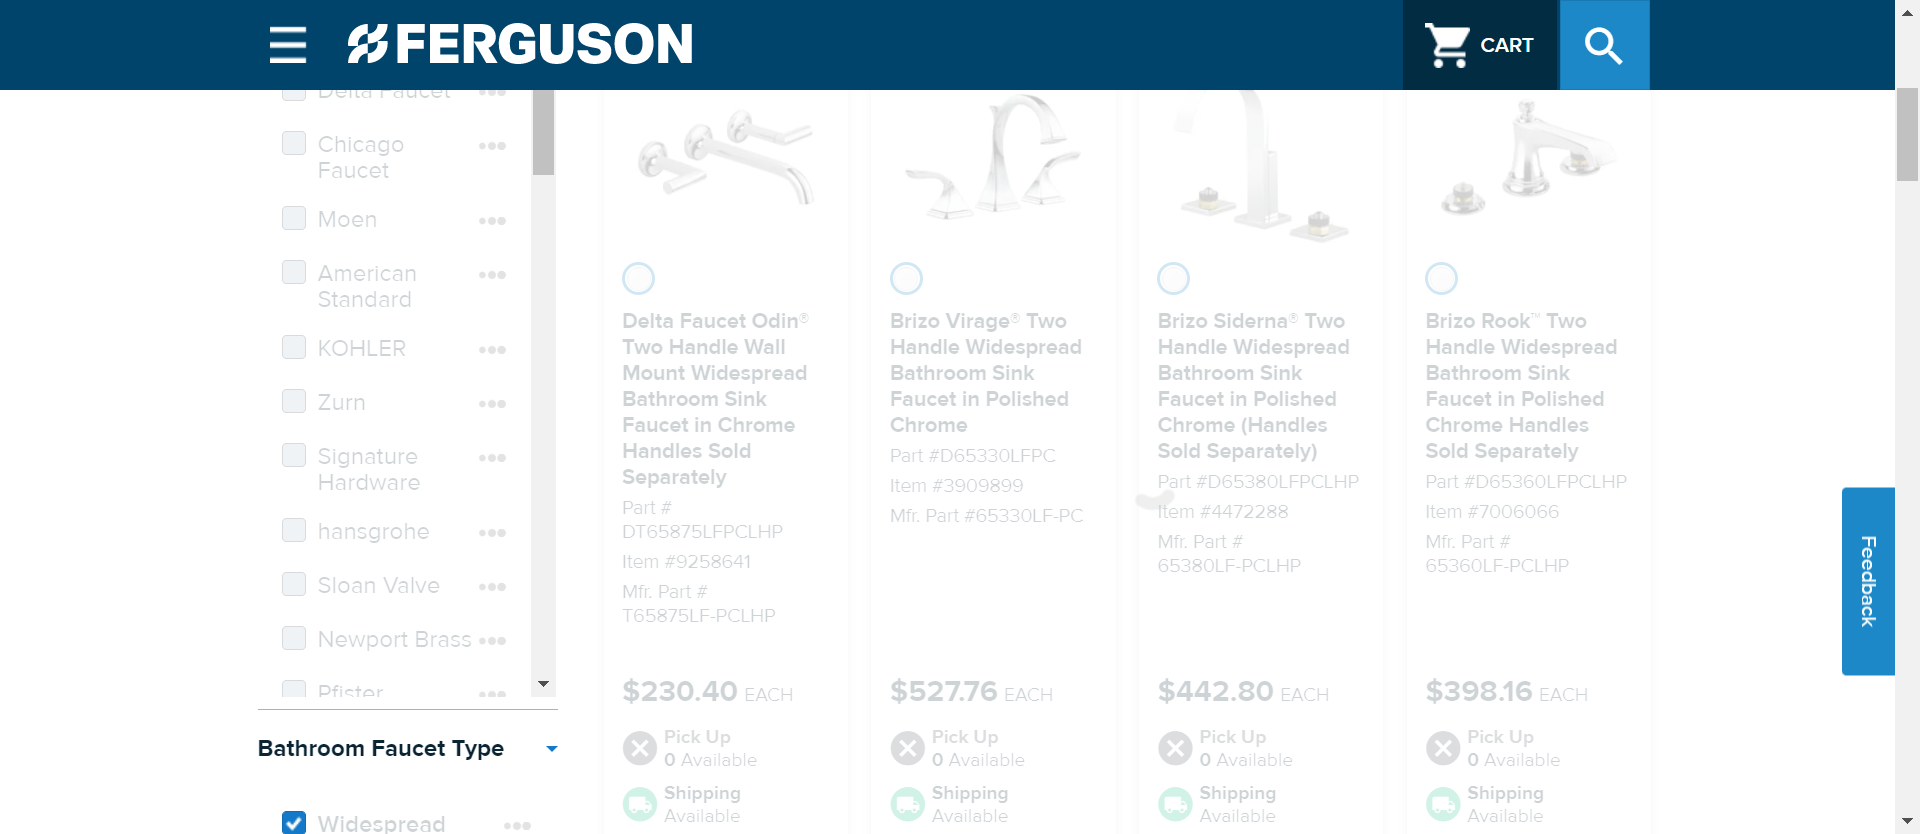 FERGUSON
CART
Delta Faucet
Chicago
Faucet
Moen
American
Standard
KOHLER
Zurn
Signature
Hardware
hansgrohe
Sloan Valve
Newport Brass
Pfister
Bathroom Faucet Type
Widespread
Delta Faucet Odin®
Two Handle Wall
Mount Widespread
Bathroom Sink
Faucet in Chrome
Handles Sold
Separately
Part #
DT65875LFPCLHP
Item #9258641
Mfr. Part #
T65875LF-PCLHP
$230.40 EACH
Pick Up
0 Available
Shipping
Available
Brizo Virage® Two
Handle Widespread
Bathroom Sink
Faucet in Polished
Chrome
Part #D65330LFPC
Item #3909899
Mfr. Part #65330LF-PC
$527.76 EACH
Pick Up
0 Available
Shipping
Available
Brizo Siderna® Two
Handle Widespread
Bathroom Sink
Faucet in Polished
Chrome (Handles
Sold Separately)
Part #D65380LFPCLHP
Item #4472288
Mfr. Part #
65380LF-PCLHP
$442.80 EACH
Pick Up
0 Available
Shipping
Available
Brizo Rook™ Two
Handle Widespread
Bathroom Sink
Faucet in Polished
Chrome Handles
Sold Separately
Part #D65360LFPCLHP
Item #7006066
Mfr. Part #
65360LF-PCLHP
$398.16 EACH
Pick Up
0 Available
Shipping
Available
Feedback